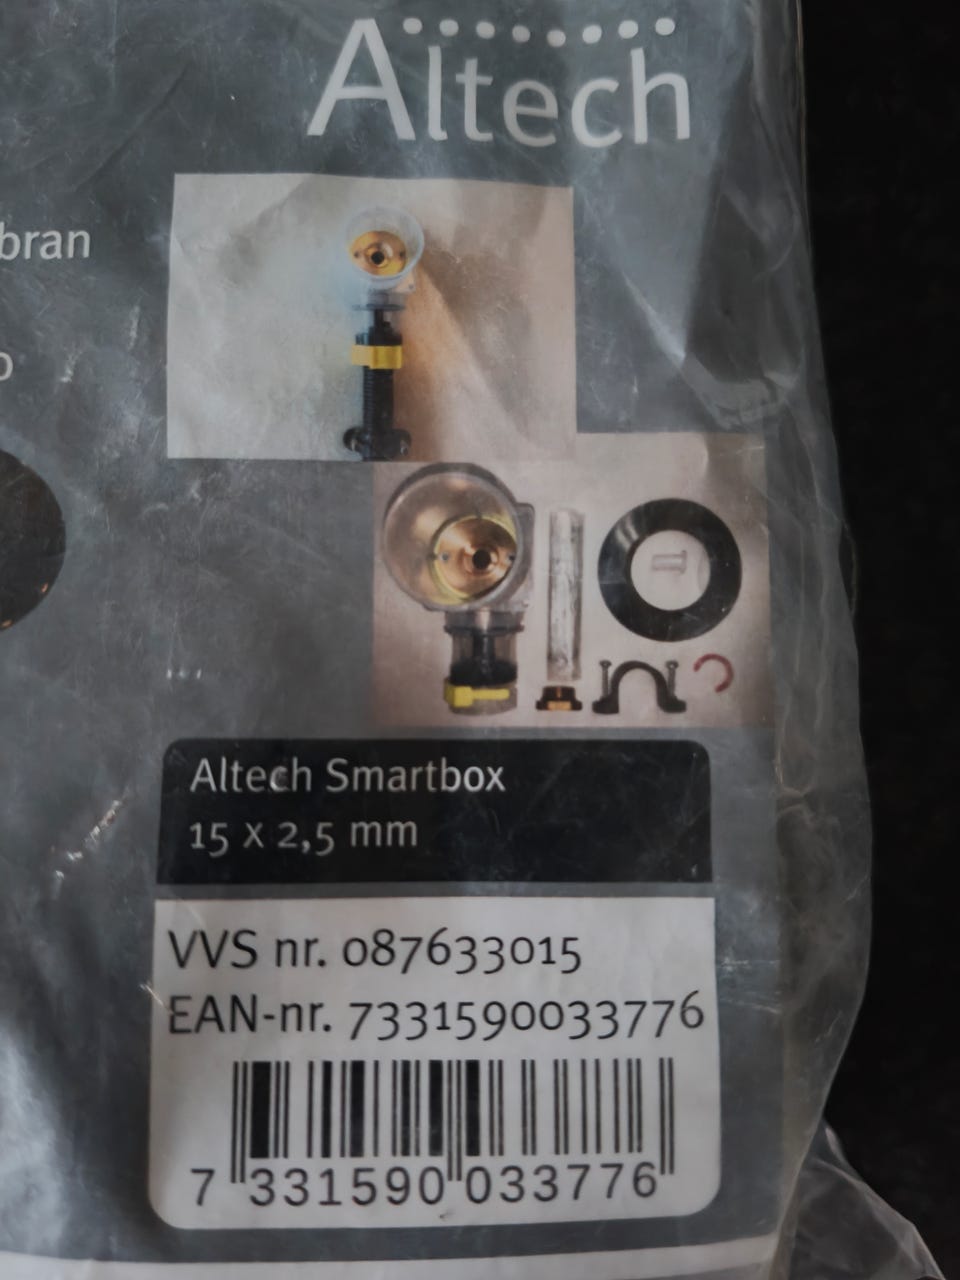 Altech
bran
Altech Smartbox
15 x 2,5 mm
VVS nr. 087633015
EAN-nr. 7331590033776
7 331590 033776